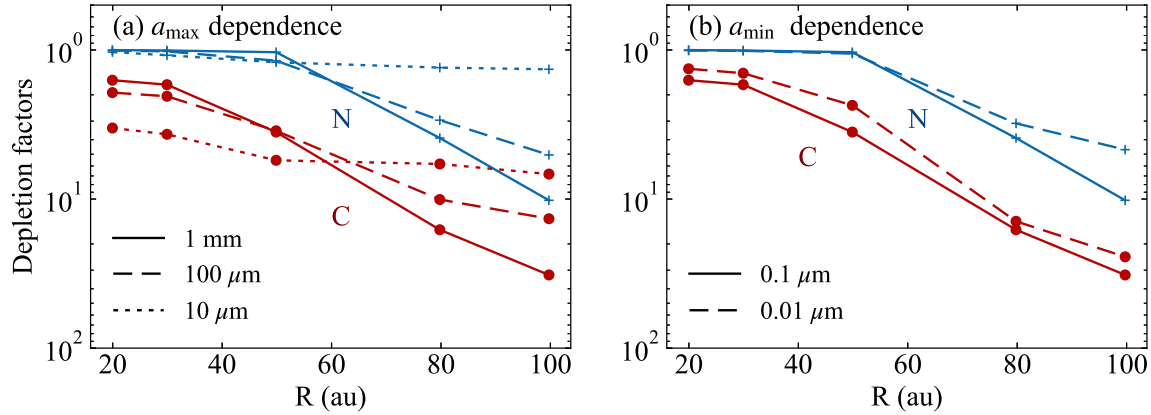 (a) a_max dependence
(b) a_min dependence
Depletion factors
10^0
10^1
10^2
N
C
1 mm
100 μm
10 μm
20
40
60
80
100
R (au)
10^0
10^1
10^2
N
C
0.1 μm
0.01 μm
20
40
60
80
100
R (au)